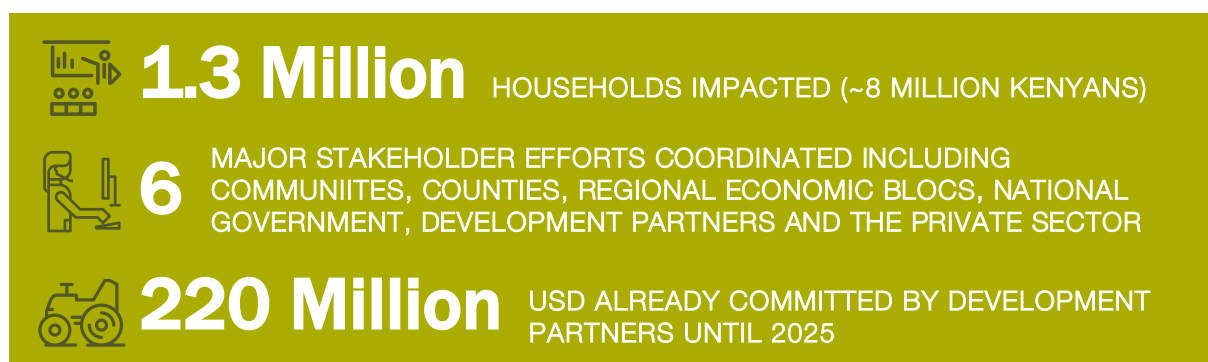 1.3 Million HOUSEHOLDS IMPACTED (~8 MILLION KENYANS)
6 MAJOR STAKEHOLDER EFFORTS COORDINATED INCLUDING
COMMUNIITES, COUNTIES, REGIONAL ECONOMIC BLOCS, NATIONAL
GOVERNMENT, DEVELOPMENT PARTNERS AND THE PRIVATE SECTOR
220 Million USD ALREADY COMMITTED BY DEVELOPMENT
PARTNERS UNTIL 2025